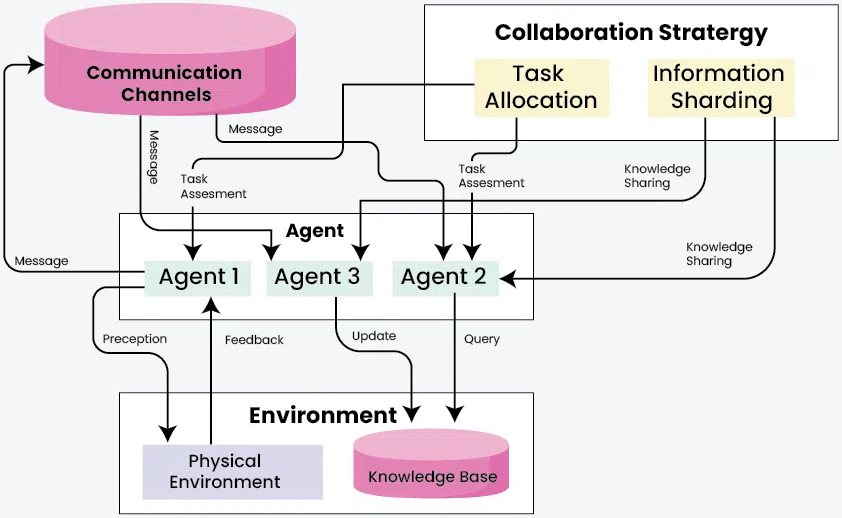 Communication
Channels
Collaboration Stratergy
Task
Allocation
Information
Sharding
Message
Message
Task
Assesment
Task
Assesment
Knowledge
Sharing
Knowledge
Sharing
Message
Agent
Agent 1
Agent 3
Agent 2
Preception
Feedback
Update
Query
Environment
Physical
Environment
Knowledge Base